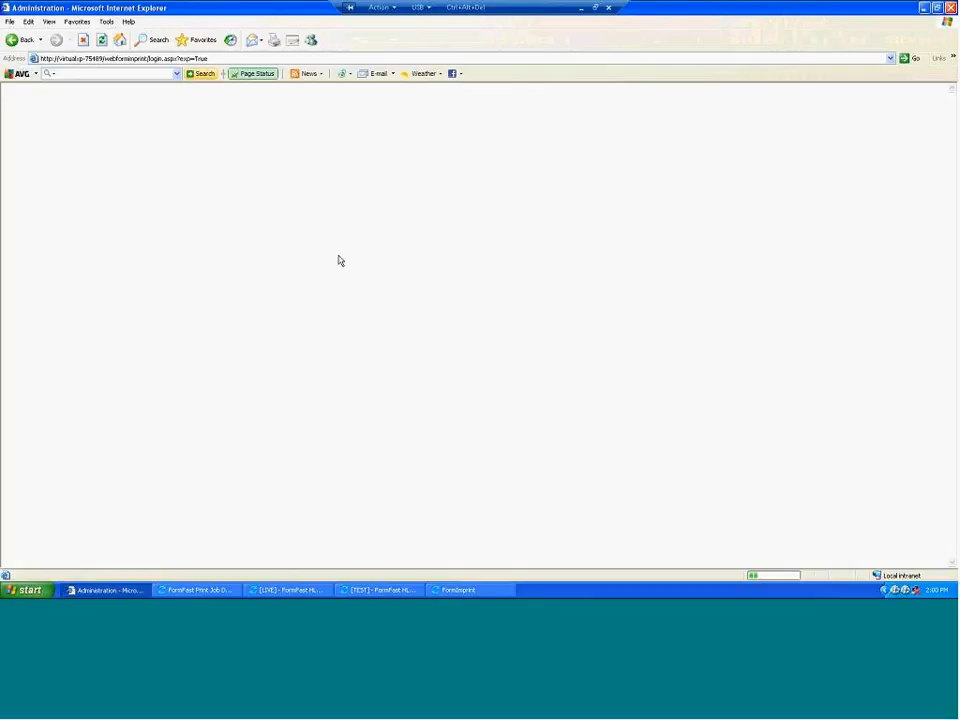 Administration - Microsoft Internet Explorer
Action USB Ctrl+Alt+Del
File Edit View Favorites Tools Help
Back Search Favorites
Address http://virtualxp-75489/webformimprint/login.aspx?exp=True Go Links »
AVG Search Page Status News E-mail Weather
start Administration - Micro... FormFast Print Job D... [LIVE] - FormFast HL... [TEST] - FormFast HL... FormImprint 2:00 PM
Local intranet